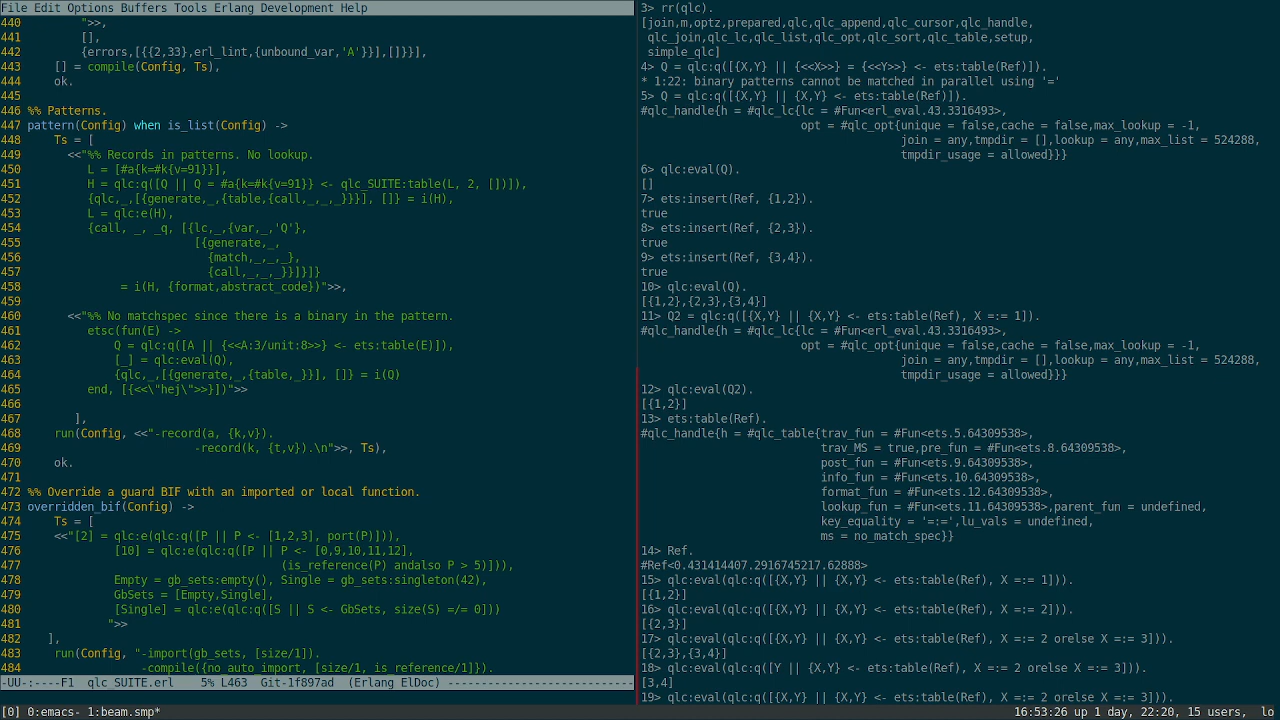 File Edit Options Buffers Tools Erlang Development Help
440         ">>,
441         [],
442         {errors,[{{2,33},erl_lint,{unbound_var,'A'}}],[]}}],
443     [] = compile(Config, Ts),
444     ok.
445
446 %% Patterns.
447 pattern(Config) when is_list(Config) ->
448     Ts = [
449       <<"%% Records in patterns. No lookup.
450          L = [#a{k=#k{v=91}}],
451          H = qlc:q([Q || Q = #a{k=#k{v=91}} <- qlc_SUITE:table(L, 2, [])]),
452          {qlc,_,[{generate,_,{table,{call,_,_,_}}}], []} = i(H),
453          L = qlc:e(H),
454          {call, _, _q, [{lc,_,{var,_,'Q'},
455                          [{generate,_,
456                            {match,_,_,_},
457                            {call,_,_,_}}]}]}
458               = i(H, {format,abstract_code})">>,
459
460       <<"%% No matchspec since there is a binary in the pattern.
461          etsc(fun(E) ->
462              Q = qlc:q([A || {<<A:3/unit:8>>} <- ets:table(E)]),
463              [_] = qlc:eval(Q),
464              {qlc,_,[{generate,_,{table,_}}], []} = i(Q)
465          end, [{<<\"hej\">>}])">>
466
467        ],
468     run(Config, <<"-record(a, {k,v}).
469                          -record(k, {t,v}).\n">>, Ts),
470     ok.
471
472 %% Override a guard BIF with an imported or local function.
473 overridden_bif(Config) ->
474     Ts = [
475     <<"[2] = qlc:e(qlc:q([P || P <- [1,2,3], port(P)])),
476              [10] = qlc:e(qlc:q([P || P <- [0,9,10,11,12],
477                                       (is_reference(P) andalso P > 5)])),
478              Empty = gb_sets:empty(), Single = gb_sets:singleton(42),
479              GbSets = [Empty,Single],
480              [Single] = qlc:e(qlc:q([S || S <- GbSets, size(S) =/= 0]))
481             ">>
482    ],
483     run(Config, "-import(gb_sets, [size/1]).
484                  -compile({no_auto_import, [size/1, is_reference/1]}).
-UU-:----F1  qlc_SUITE.erl    5% L463  Git-1f897ad  (Erlang ElDoc) ----------------------------
3> rr(qlc).
[join,m,optz,prepared,qlc,qlc_append,qlc_cursor,qlc_handle,
 qlc_join,qlc_lc,qlc_list,qlc_opt,qlc_sort,qlc_table,setup,
 simple_qlc]
4> Q = qlc:q([{X,Y} || {<<X>>} = {<<Y>>} <- ets:table(Ref)]).
* 1:22: binary patterns cannot be matched in parallel using '='
5> Q = qlc:q([{X,Y} || {X,Y} <- ets:table(Ref)]).
#qlc_handle{h = #qlc_lc{lc = #Fun<erl_eval.43.3316493>,
                        opt = #qlc_opt{unique = false,cache = false,max_lookup = -1,
                                       join = any,tmpdir = [],lookup = any,max_list = 524288,
                                       tmpdir_usage = allowed}}}
6> qlc:eval(Q).
[]
7> ets:insert(Ref, {1,2}).
true
8> ets:insert(Ref, {2,3}).
true
9> ets:insert(Ref, {3,4}).
true
10> qlc:eval(Q).
[{1,2},{2,3},{3,4}]
11> Q2 = qlc:q([{X,Y} || {X,Y} <- ets:table(Ref), X =:= 1]).
#qlc_handle{h = #qlc_lc{lc = #Fun<erl_eval.43.3316493>,
                        opt = #qlc_opt{unique = false,cache = false,max_lookup = -1,
                                       join = any,tmpdir = [],lookup = any,max_list = 524288,
                                       tmpdir_usage = allowed}}}
12> qlc:eval(Q2).
[{1,2}]
13> ets:table(Ref).
#qlc_handle{h = #qlc_table{trav_fun = #Fun<ets.5.64309538>,
                           trav_MS = true,pre_fun = #Fun<ets.8.64309538>,
                           post_fun = #Fun<ets.9.64309538>,
                           info_fun = #Fun<ets.10.64309538>,
                           format_fun = #Fun<ets.12.64309538>,
                           lookup_fun = #Fun<ets.11.64309538>,parent_fun = undefined,
                           key_equality = '=:=',lu_vals = undefined,
                           ms = no_match_spec}}
14> Ref.
#Ref<0.431414407.2916745217.62888>
15> qlc:eval(qlc:q([{X,Y} || {X,Y} <- ets:table(Ref), X =:= 1])).
[{1,2}]
16> qlc:eval(qlc:q([{X,Y} || {X,Y} <- ets:table(Ref), X =:= 2])).
[{2,3}]
17> qlc:eval(qlc:q([{X,Y} || {X,Y} <- ets:table(Ref), X =:= 2 orelse X =:= 3])).
[{2,3},{3,4}]
18> qlc:eval(qlc:q([Y || {X,Y} <- ets:table(Ref), X =:= 2 orelse X =:= 3])).
[3,4]
19> qlc:eval(qlc:q([{X,Y} || {X,Y} <- ets:table(Ref), X =:= 2 orelse X =:= 3])).
[0] 0:emacs- 1:beam.smp*                    16:53:26 up 1 day, 22:20, 15 users,  lo